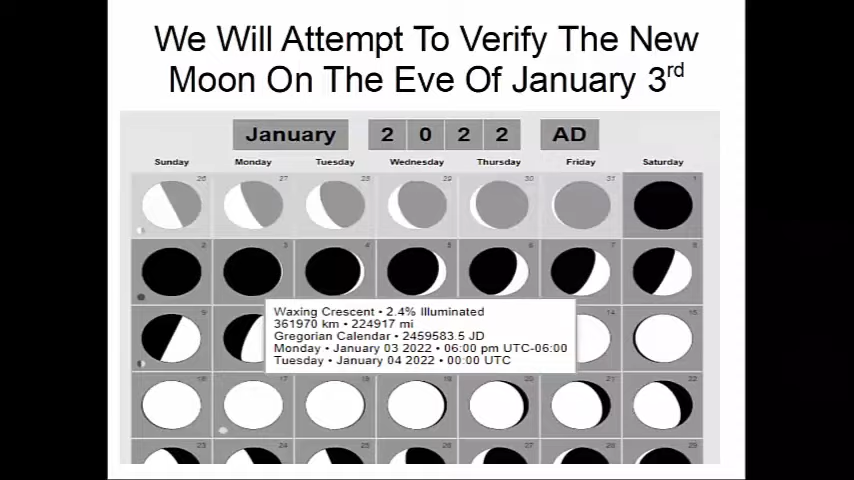 We Will Attempt To Verify The New
Moon On The Eve Of January 3rd
January 2 0 2 2 AD
Sunday Monday Tuesday Wednesday Thursday Friday Saturday
26 27 28 29 30 31 1
2 3 4 5 6 7 8
9
Waxing Crescent • 2.4% Illuminated
361970 km • 224917 mi
Gregorian Calendar • 2459583.5 JD
Monday • January 03 2022 • 06:00 pm UTC-06:00
Tuesday • January 04 2022 • 00:00 UTC
14 15
16 17 18 19 20 21 22
23 24 25 26 27 28 29